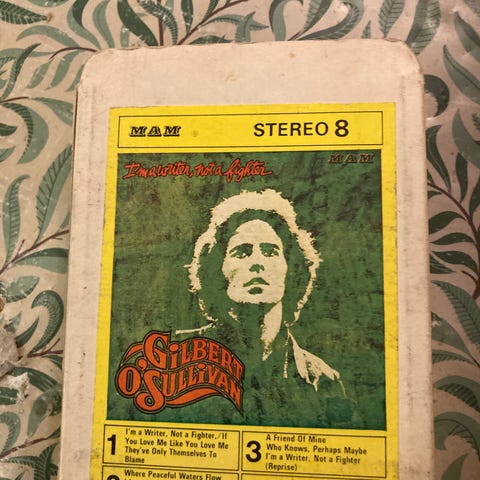 MAM STEREO 8
MAM
I'm a writer, not a fighter
GILBERT
O'SULLIVAN
1
I'm a Writer, Not a Fighter,/If
You Love Me Like You Love Me
They've Only Themselves To
Blame
3
A Friend Of Mine
Who Knows, Perhaps Maybe
I'm a Writer, Not a Fighter
(Reprise)
Where Peaceful Waters Flow